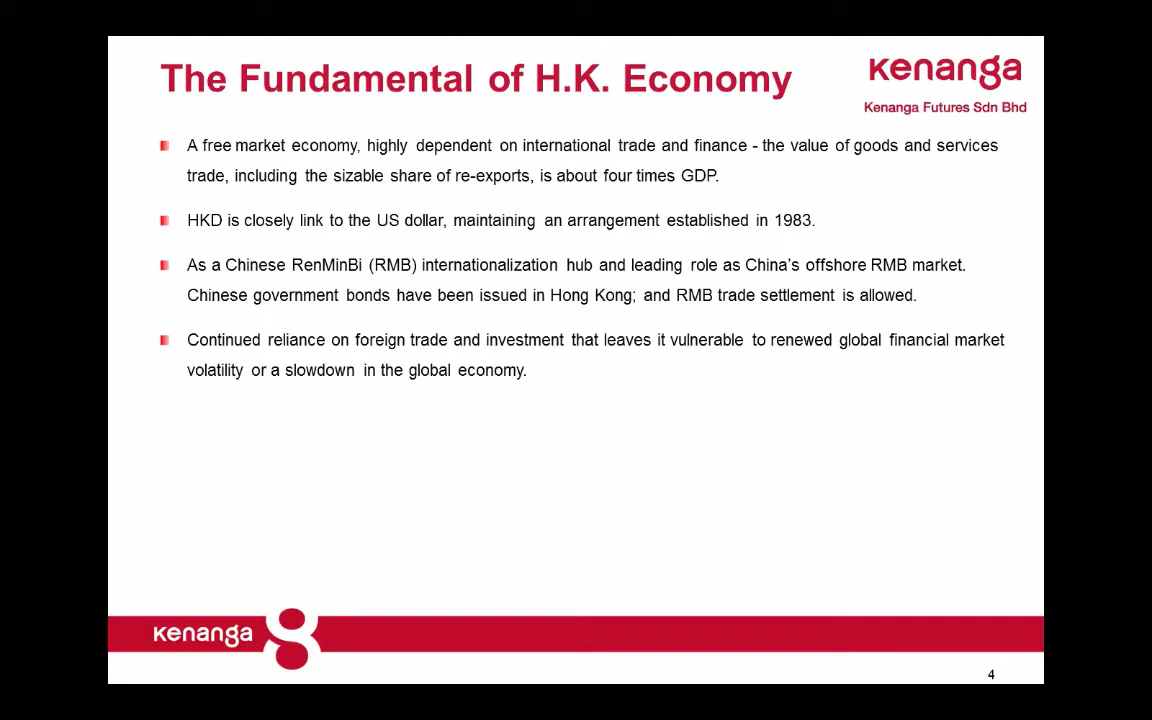 The Fundamental of H.K. Economy
kenanga
Kenanga Futures Sdn Bhd
A free market economy, highly dependent on international trade and finance - the value of goods and services
trade, including the sizable share of re-exports, is about four times GDP.
HKD is closely link to the US dollar, maintaining an arrangement established in 1983.
As a Chinese RenMinBi (RMB) internationalization hub and leading role as China's offshore RMB market.
Chinese government bonds have been issued in Hong Kong; and RMB trade settlement is allowed.
Continued reliance on foreign trade and investment that leaves it vulnerable to renewed global financial market
volatility or a slowdown in the global economy.
kenanga
4